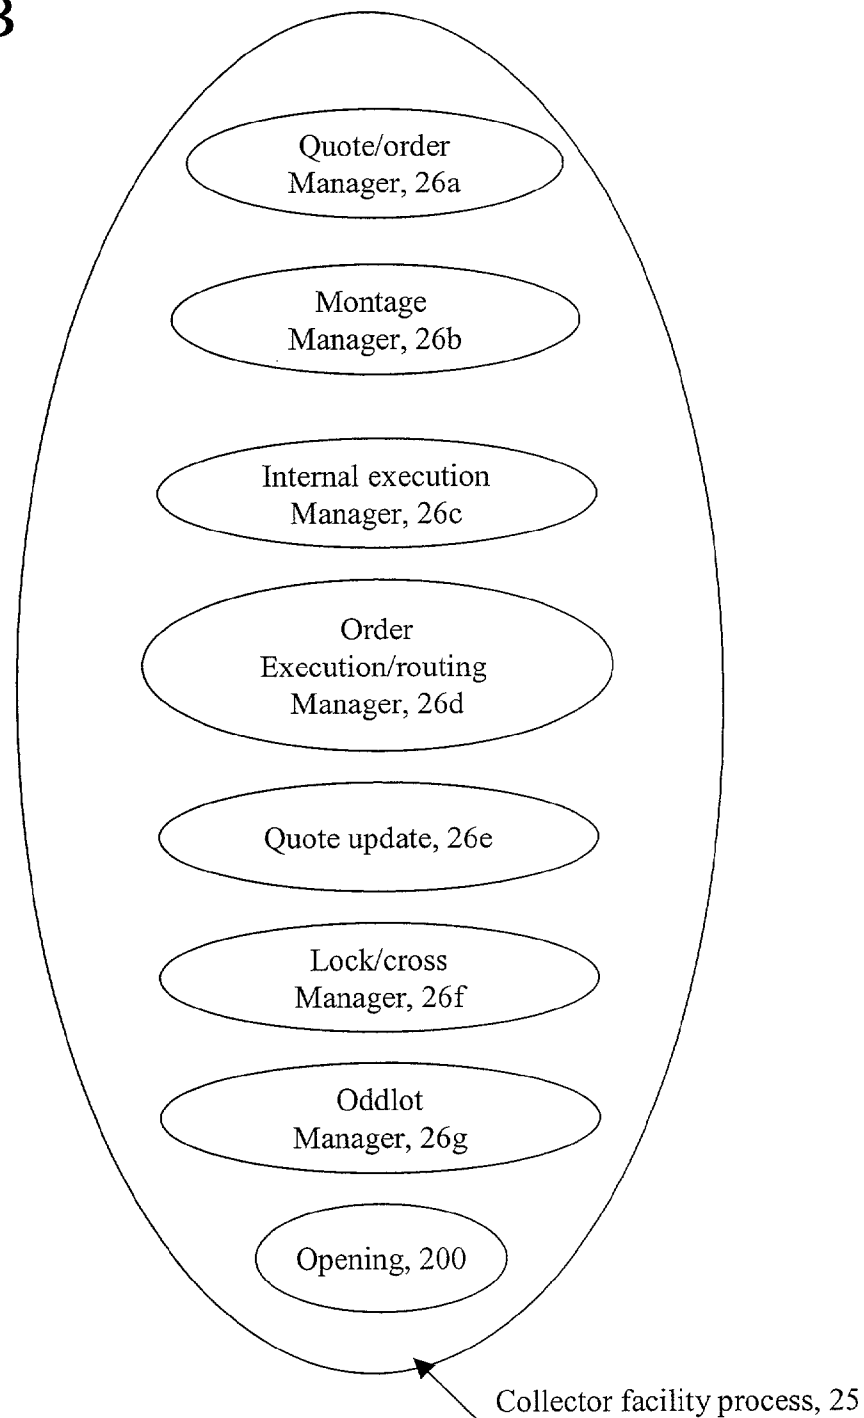 Quote/order
Manager, 26a
Montage
Manager, 26b
Internal execution
Manager, 26c
Order
Execution/routing
Manager, 26d
Quote update, 26e
Lock/cross
Manager, 26f
Oddlot
Manager, 26g
Opening, 200
Collector facility process, 25